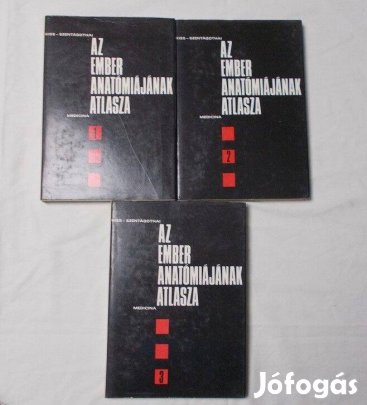 KISS - SZENTÁGOTHAI
AZ
EMBER
ANATÓMIÁJÁNAK
ATLASZA
MEDICINA
1
KISS - SZENTÁGOTHAI
AZ
EMBER
ANATÓMIÁJÁNAK
ATLASZA
MEDICINA
2
KISS - SZENTÁGOTHAI
AZ
EMBER
ANATÓMIÁJÁNAK
ATLASZA
MEDICINA
3
Jófogás